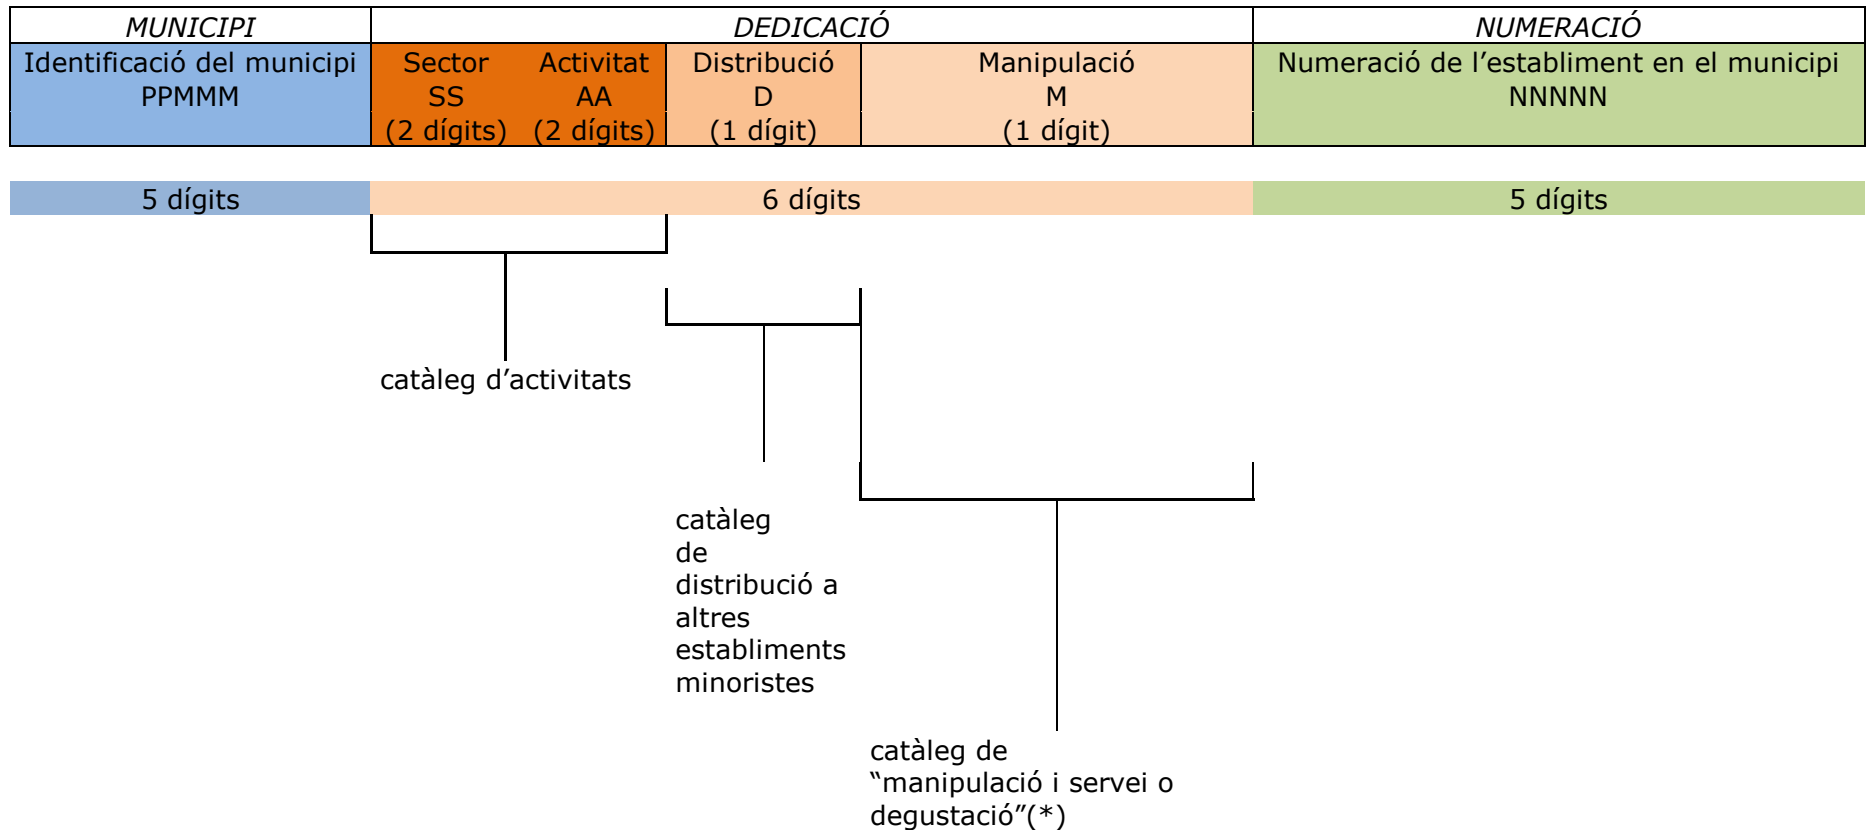 MUNICIPI DEDICACIÓ NUMERACIÓ
Identificació del municipi Sector Activitat Distribució Manipulació Numeració de l'establiment en el municipi
PPMMM SS AA D M NNNNN
(2 dígits) (2 dígits) (1 dígit) (1 dígit)
5 dígits 6 dígits 5 dígits
catàleg d'activitats
catàleg
de
distribució a
altres
establiments
minoristes
catàleg de
“manipulació i servei o
degustació”(*)